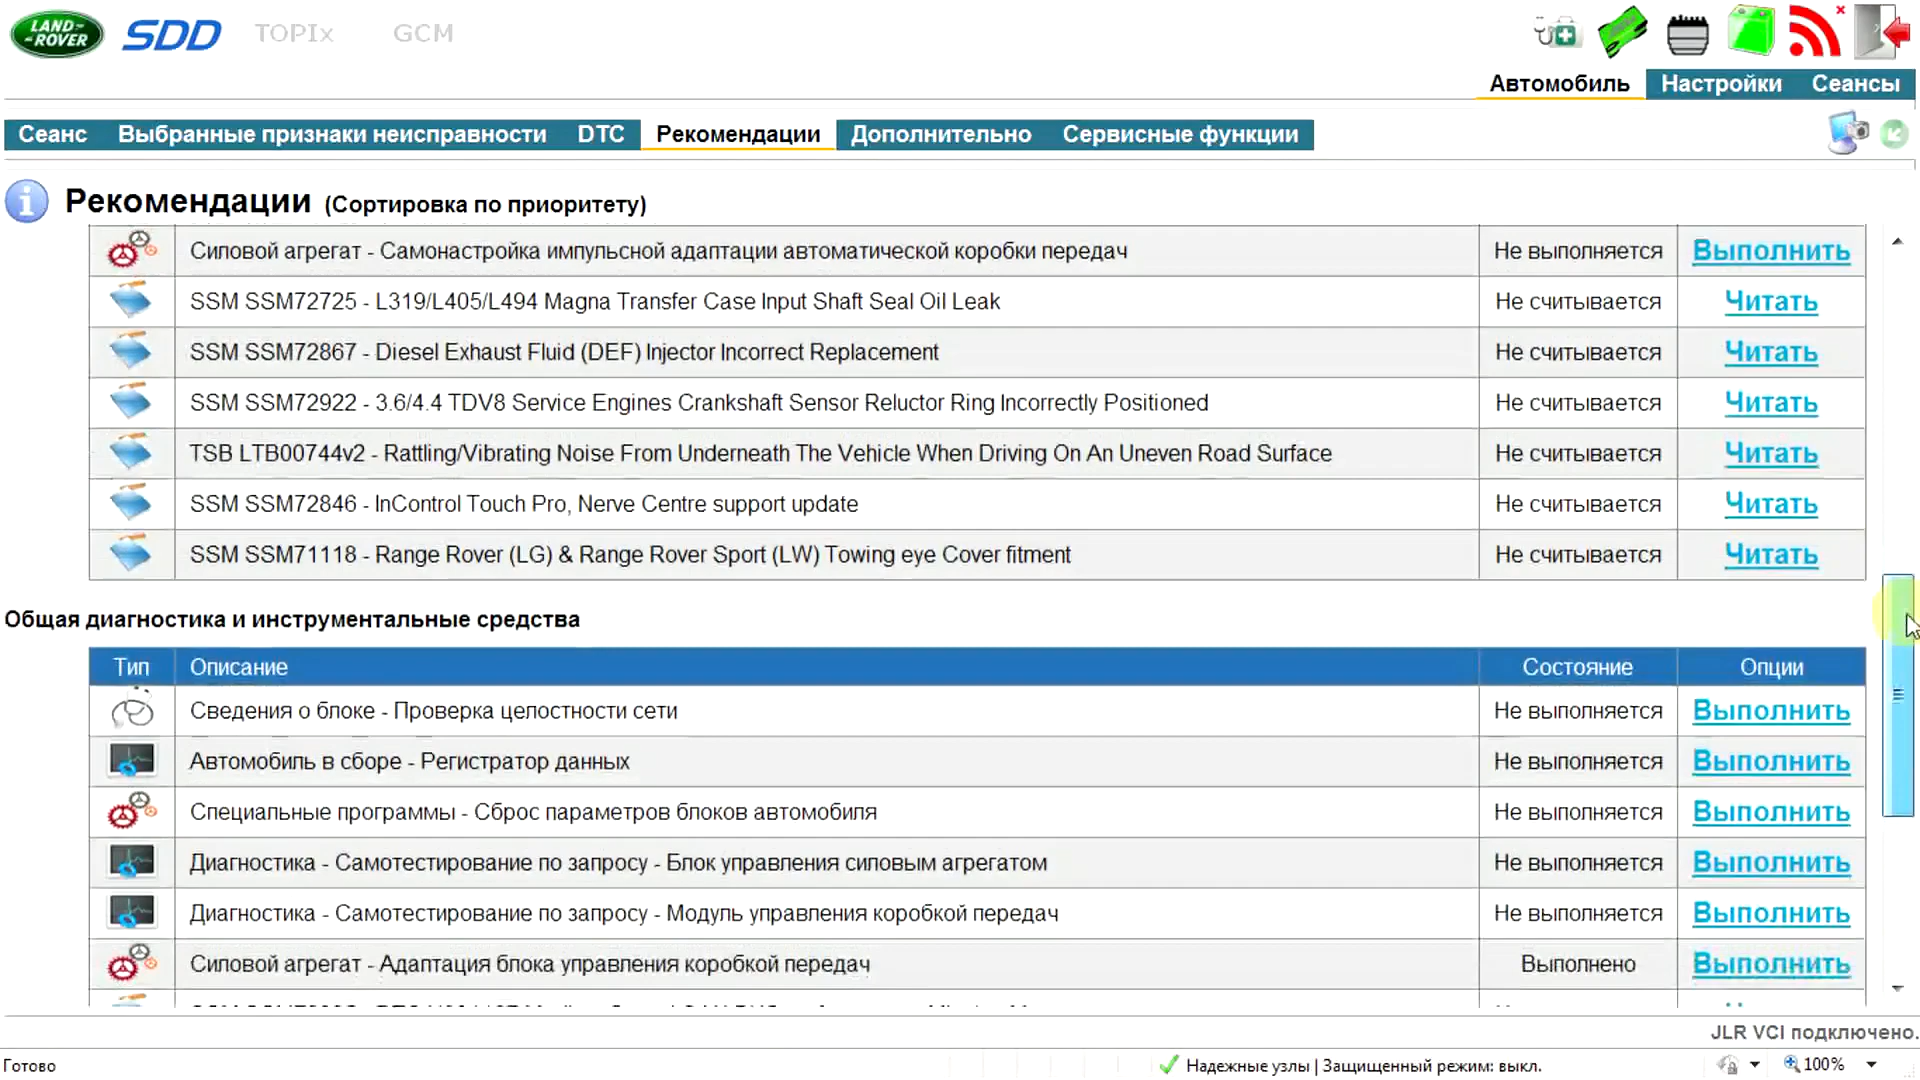 LAND-
-ROVER
SDD TOPIx GCM
Автомобиль Настройки Сеансы
Сеанс Выбранные признаки неисправности DTC Рекомендации Дополнительно Сервисные функции
Рекомендации (Сортировка по приоритету)
Силовой агрегат - Самонастройка импульсной адаптации автоматической коробки передач Не выполняется Выполнить
SSM SSM72725 - L319/L405/L494 Magna Transfer Case Input Shaft Seal Oil Leak Не считывается Читать
SSM SSM72867 - Diesel Exhaust Fluid (DEF) Injector Incorrect Replacement Не считывается Читать
SSM SSM72922 - 3.6/4.4 TDV8 Service Engines Crankshaft Sensor Reluctor Ring Incorrectly Positioned Не считывается Читать
TSB LTB00744v2 - Rattling/Vibrating Noise From Underneath The Vehicle When Driving On An Uneven Road Surface Не считывается Читать
SSM SSM72846 - InControl Touch Pro, Nerve Centre support update Не считывается Читать
SSM SSM71118 - Range Rover (LG) & Range Rover Sport (LW) Towing eye Cover fitment Не считывается Читать
Общая диагностика и инструментальные средства
Тип Описание Состояние Опции
Сведения о блоке - Проверка целостности сети Не выполняется Выполнить
Автомобиль в сборе - Регистратор данных Не выполняется Выполнить
Специальные программы - Сброс параметров блоков автомобиля Не выполняется Выполнить
Диагностика - Самотестирование по запросу - Блок управления силовым агрегатом Не выполняется Выполнить
Диагностика - Самотестирование по запросу - Модуль управления коробкой передач Не выполняется Выполнить
Силовой агрегат - Адаптация блока управления коробкой передач Выполнено Выполнить
JLR VCI подключено.
Готово Надежные узлы | Защищенный режим: выкл. 100%